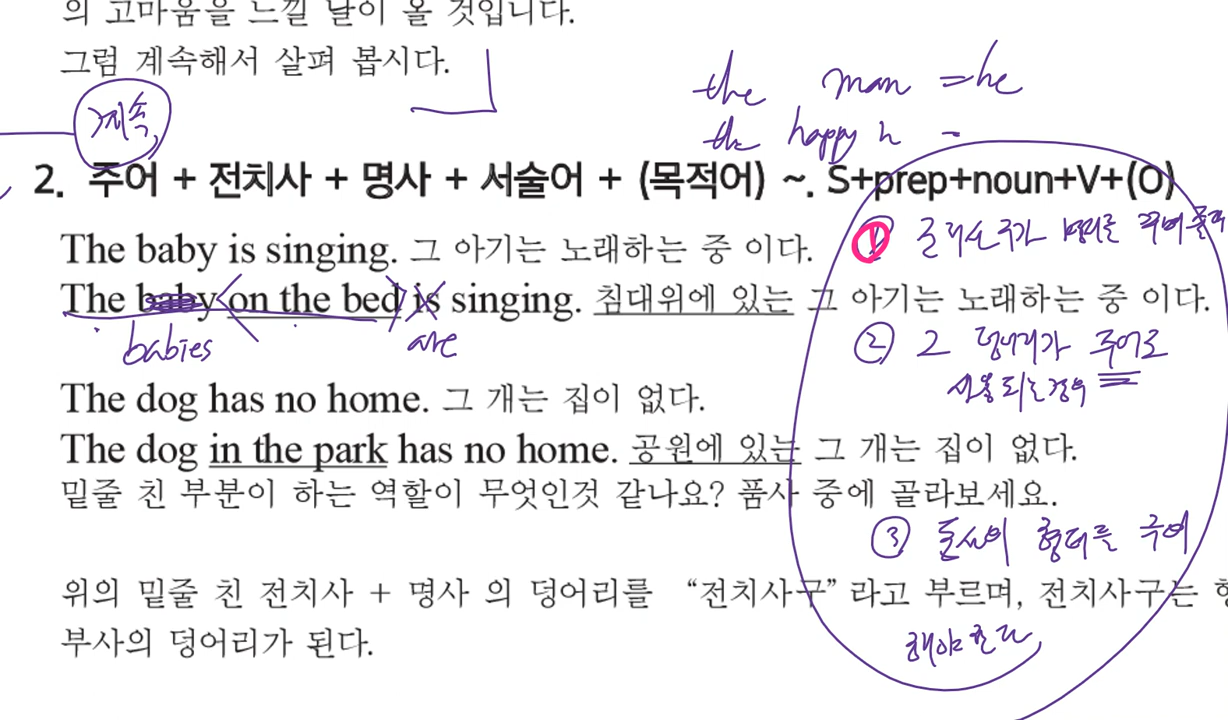 의 고마움을 느낄 날이 올 것입니다.
그럼 계속해서 살펴 봅시다.
the man = he
계속,
the happy h =
2. 주어 + 전치사 + 명사 + 서술어 + (목적어) ~. S+prep+noun+V+(O)
The baby is singing. 그 아기는 노래하는 중 이다.
① 가 를
The baby on the bed is singing. 침대위에 있는 그 아기는 노래하는 중 이다.
babies are
② 그 덩어리가 주어로
사용되는경우
The dog has no home. 그 개는 집이 없다.
The dog in the park has no home. 공원에 있는 그 개는 집이 없다.
밑줄 친 부분이 하는 역할이 무엇인것 같나요? 품사 중에 골라보세요.
③ 동사의 형태를 주의
위의 밑줄 친 전치사 + 명사 의 덩어리를 “전치사구” 라고 부르며, 전치사구는 형
해야한다,
부사의 덩어리가 된다.